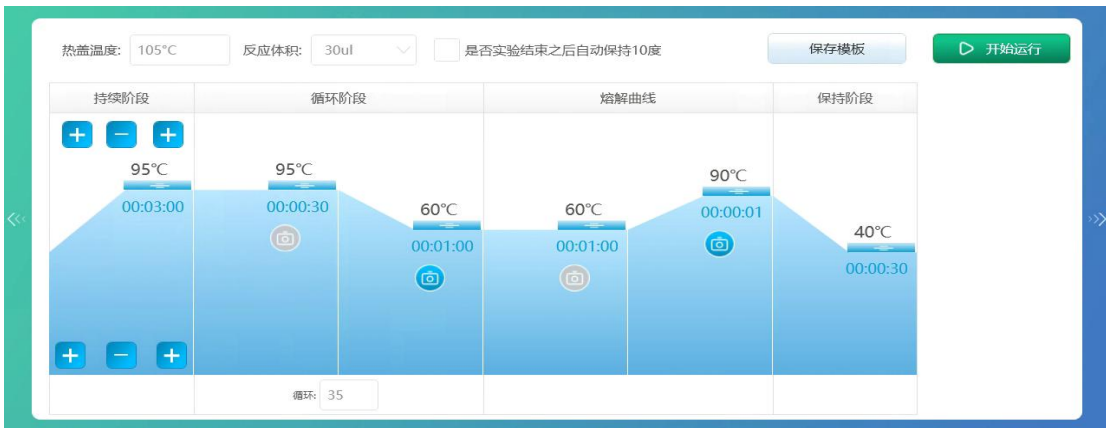 热盖温度: 105°C 反应体积: 30ul 是否实验结束之后自动保持10度 保存模板 开始运行
持续阶段 循环阶段 熔解曲线 保持阶段
95℃ 95℃ 60℃ 60℃ 90℃ 40℃
00:03:00 00:00:30 00:01:00 00:01:00 00:00:01 00:00:30
循环: 35